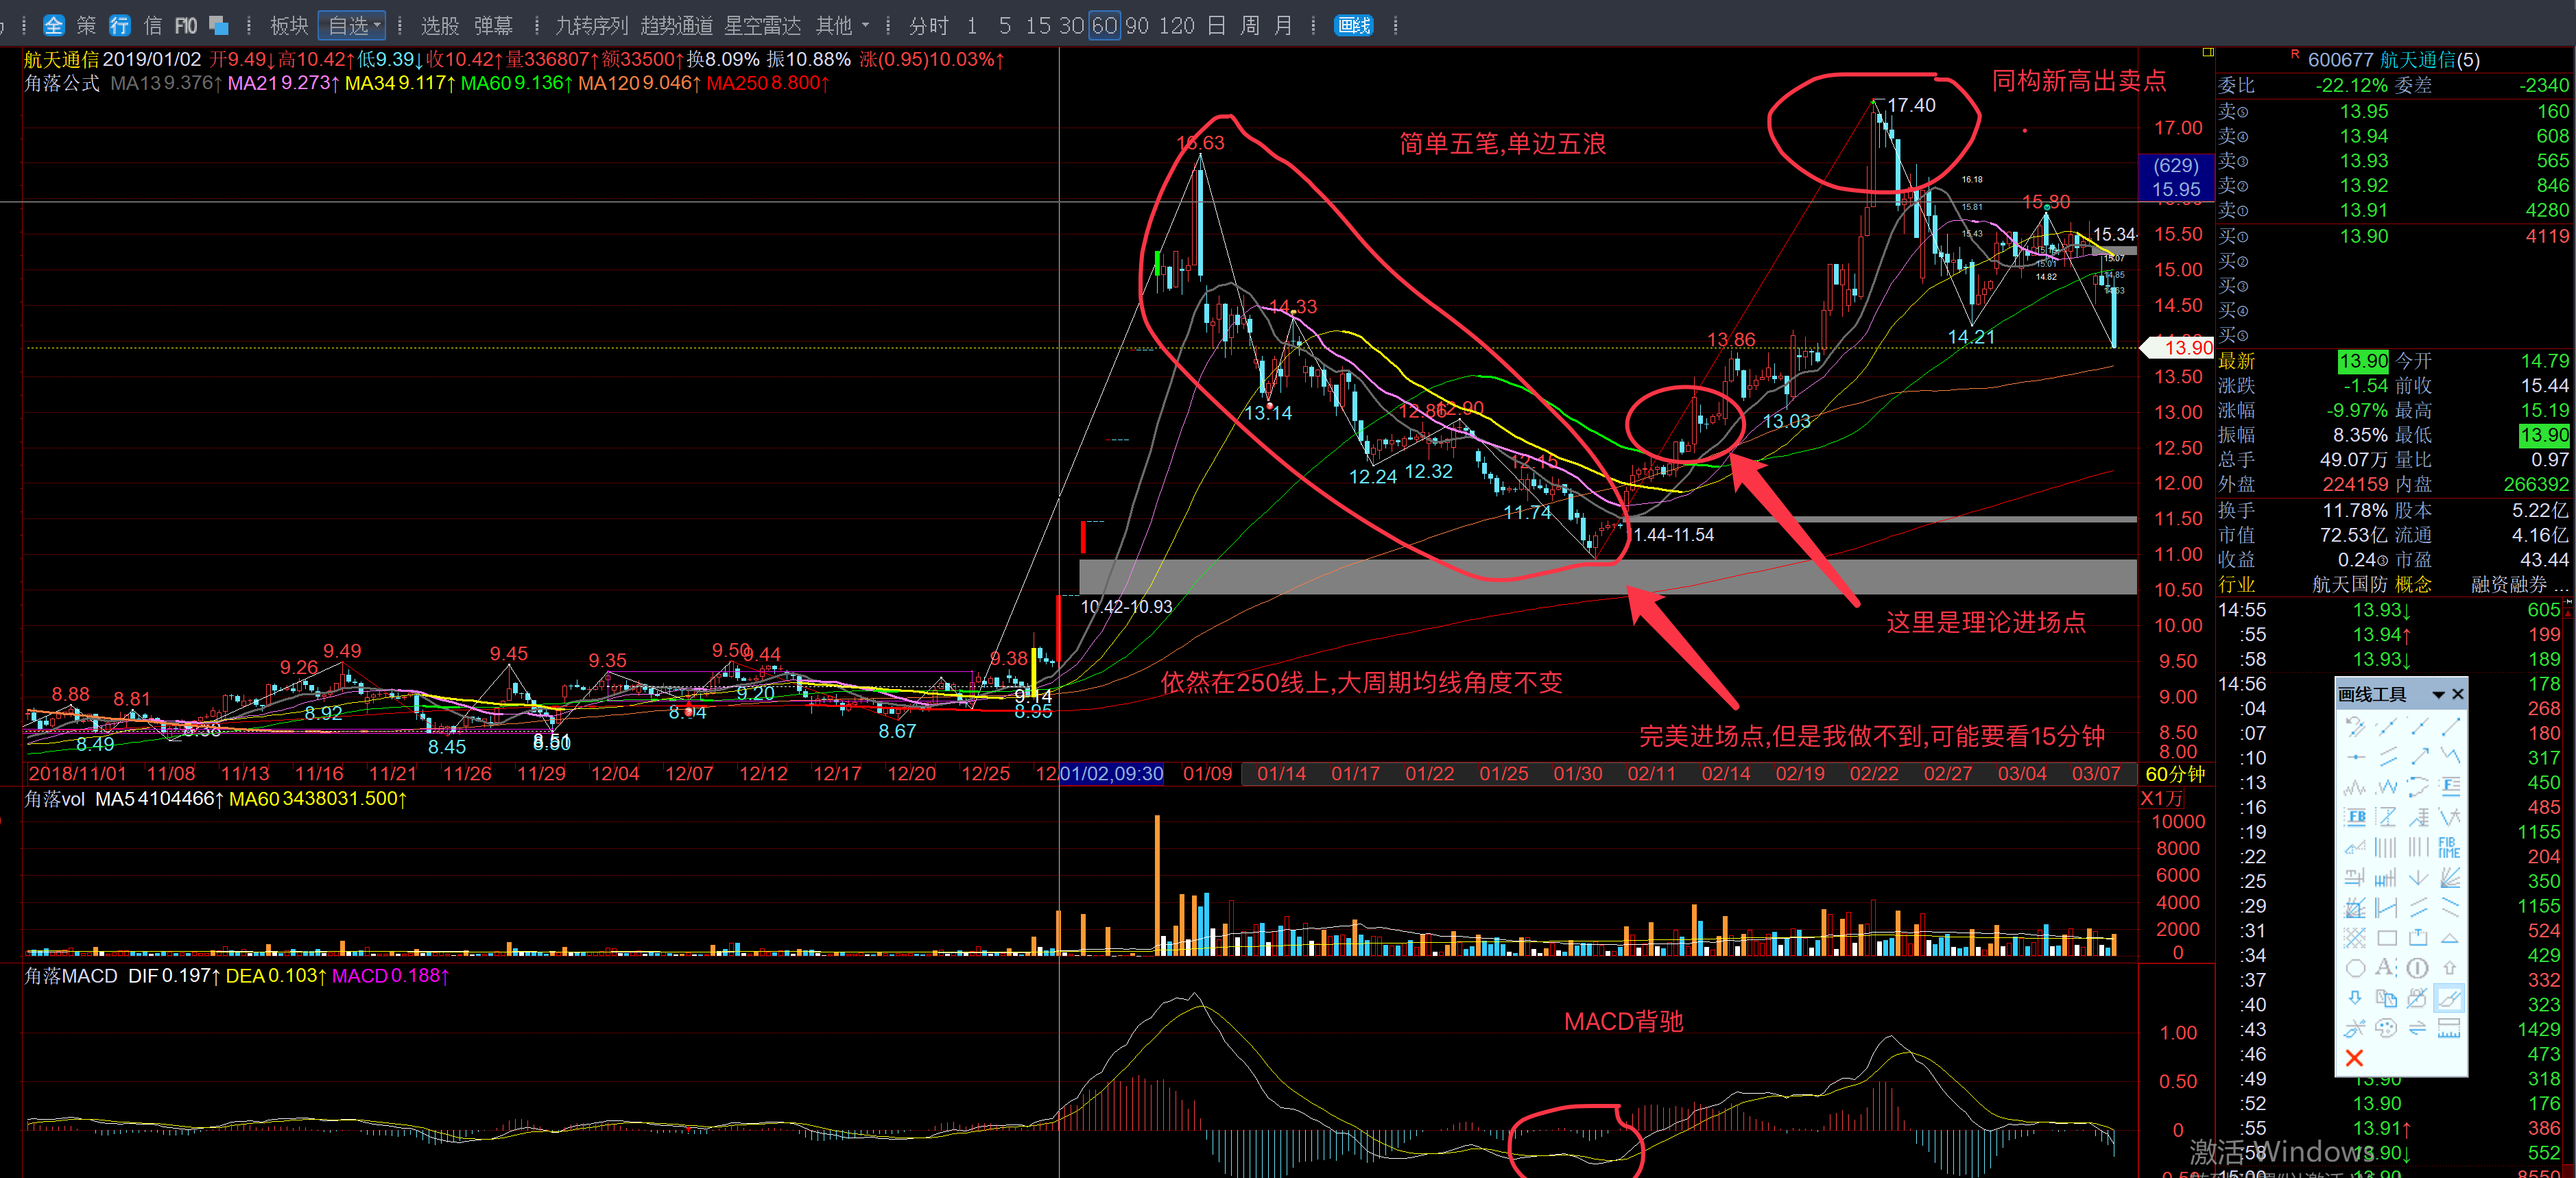 全 策 行 信 F10 板块 自选 选股 弹幕 九转序列 趋势通道 星空雷达 其他 分时 1 5 15 30 60 90 120 日 周 月 画线
航天通信 2019/01/02 开9.49↓高10.42↑低9.39↓收10.42↑量336807↑额33500↑换8.09% 振10.88% 涨(0.95)10.03%↑
角落公式 MA13 9.376↑ MA21 9.273↑ MA34 9.117↑ MA60 9.136↑ MA120 9.046↑ MA250 8.800↑
同构新高出卖点
17.40
简单五笔,单边五浪
16.63
16.18
15.81
15.80
15.43
15.34
15.01
14.82
15.07
14.85
14.33
14.21
13.86
13.14
13.03
12.86
12.90
12.24
12.32
12.15
11.74
11.44-11.54
10.42-10.93
这里是理论进场点
依然在250线上,大周期均线角度不变
完美进场点,但是我做不到,可能要看15分钟
8.88
8.81
9.26
9.49
9.45
9.35
9.50
9.44
9.38
9.14
8.95
9.20
8.94
8.92
8.67
8.49
8.45
17.00
(629)
15.95
15.50
15.00
14.50
13.90
13.50
13.00
12.50
12.00
11.50
11.00
10.50
10.00
9.50
9.00
8.50
8.00
2018/11/01 11/08 11/13 11/16 11/21 11/26 11/29 12/04 12/07 12/12 12/17 12/20 12/25 01/02,09:30 01/09 01/14 01/17 01/22 01/25 01/30 02/11 02/14 02/19 02/22 02/27 03/04 03/07 60分钟
角落vol MA5 4104466↑ MA60 3438031.500↑
X1万
10000
8000
6000
4000
2000
0
角落MACD DIF 0.197↑ DEA 0.103↑ MACD 0.188↑
MACD背驰
1.00
0.50
0
R 600677 航天通信(5)
委比 -22.12% 委差 -2340
卖⑤ 13.95 160
卖④ 13.94 608
卖③ 13.93 565
卖② 13.92 846
卖① 13.91 4280
买① 13.90 4119
买②
买③
买④
买⑤
最新 13.90 今开 14.79
涨跌 -1.54 前收 15.44
涨幅 -9.97% 最高 15.19
振幅 8.35% 最低 13.90
总手 49.07万 量比 0.97
外盘 224159 内盘 266392
换手 11.78% 股本 5.22亿
市值 72.53亿 流通 4.16亿
收益 0.24③ 市盈 43.44
行业 航天国防 概念 融资融券 ...
14:55 13.93↓ 605
:55 13.94↑ 199
:58 13.93↓ 189
14:56 178
:04 268
:07 180
:10 317
:13 450
:16 485
:19 1155
:22 204
:25 350
:29 1155
:31 524
:34 429
:37 332
:40 323
:43 1429
:46 473
:49 13.90 318
:52 13.90 176
:55 13.91↑ 386
:58 13.90↓ 552
画线工具
激活 Windows